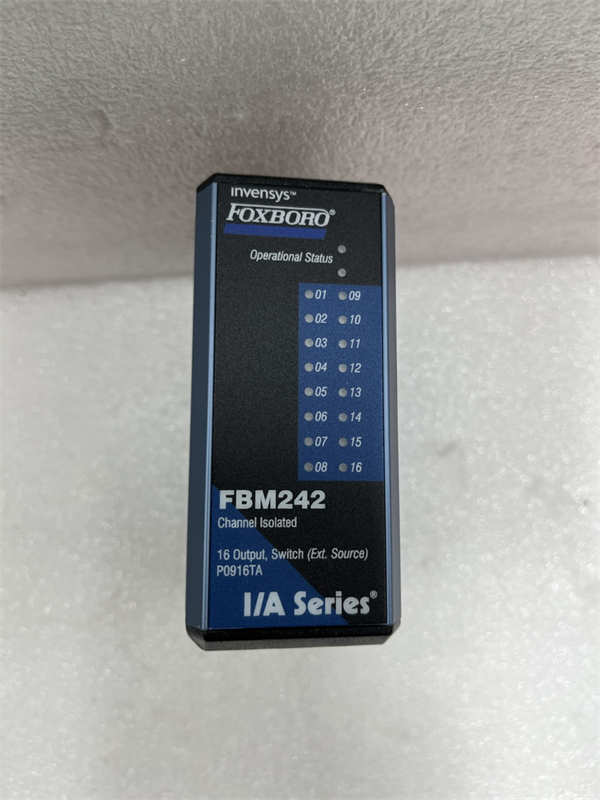 invensys™
FOXBORO®
Operational Status
01 09
02 10
03 11
04 12
05 13
06 14
07 15
08 16
FBM242
Channel Isolated
16 Output, Switch (Ext. Source)
P0916TA
I/A Series®